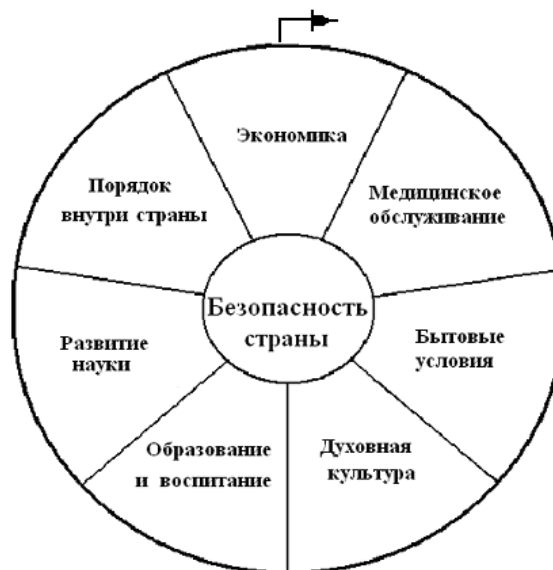 Экономика
Медицинское
обслуживание
Бытовые
условия
Духовная
культура
Образование
и воспитание
Развитие
науки
Порядок
внутри страны
Безопасность
страны